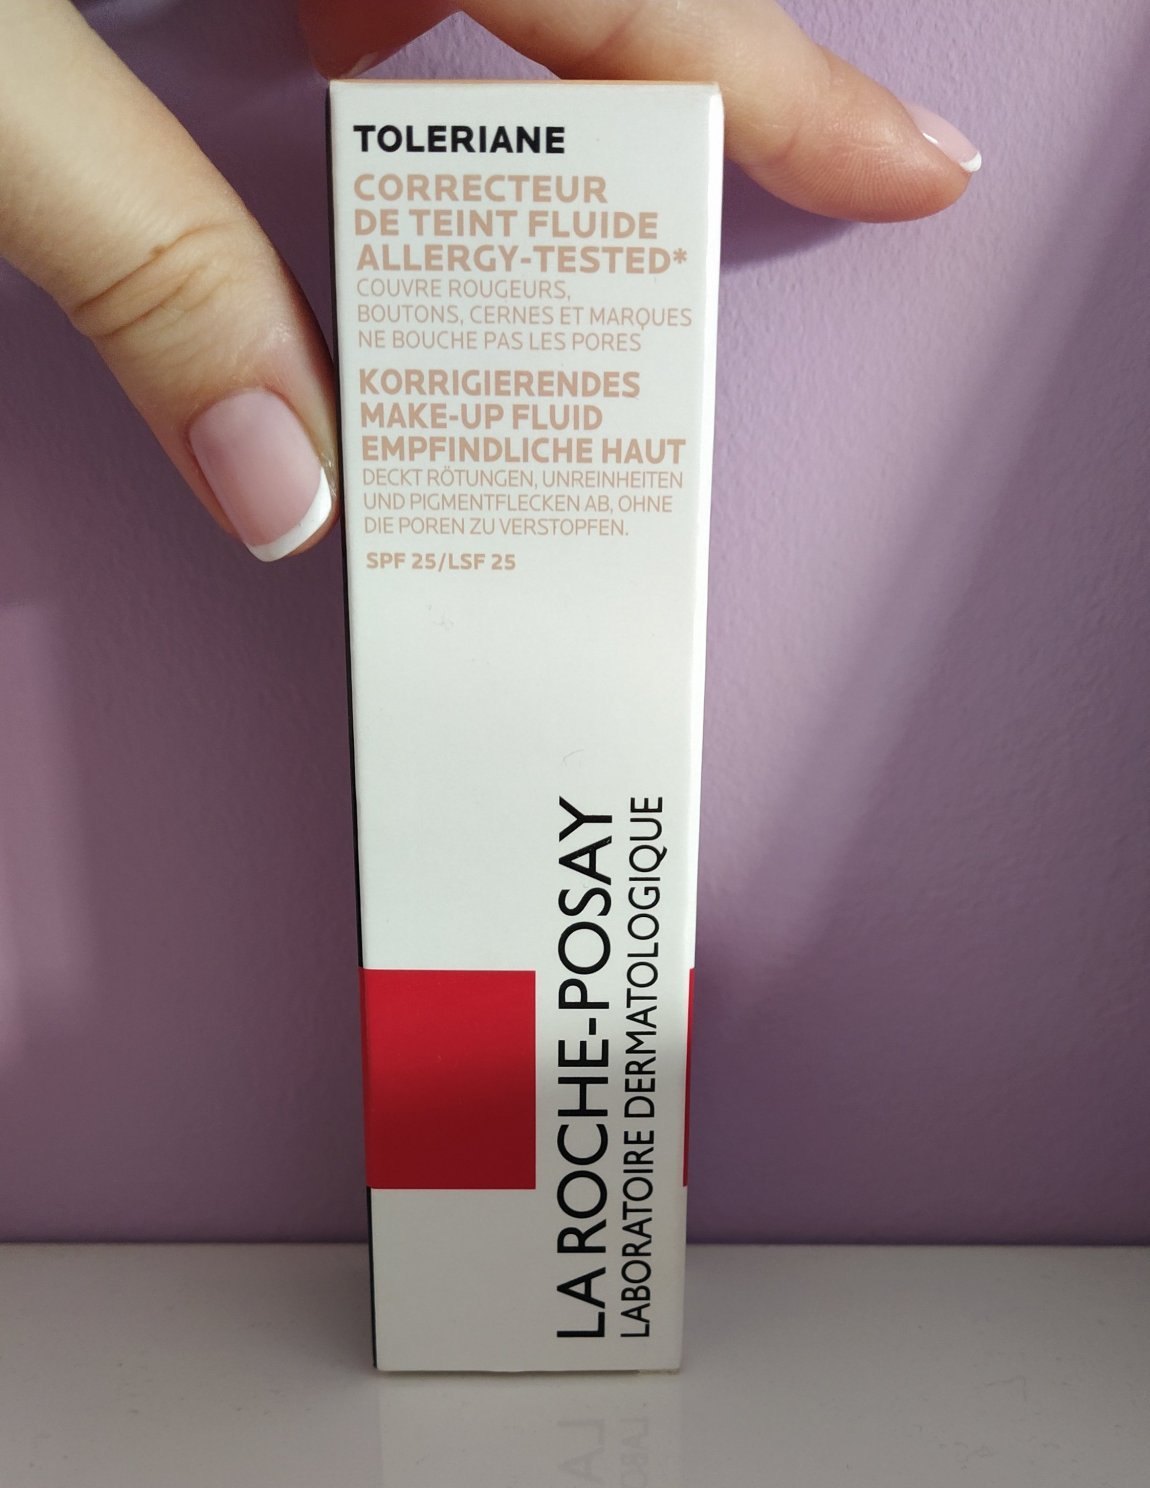 TOLERIANE
CORRECTEUR
DE TEINT FLUIDE
ALLERGY-TESTED*
COUVRE ROUGEURS,
BOUTONS, CERNES ET MARQUES
NE BOUCHE PAS LES PORES
KORRIGIERENDES
MAKE-UP FLUID
EMPFINDLICHE HAUT
DECKT RÖTUNGEN, UNREINHEITEN
UND PIGMENTFLECKEN AB, OHNE
DIE POREN ZU VERSTOPFEN.
SPF 25/LSF 25
LA ROCHE-POSAY
LABORATOIRE DERMATOLOGIQUE